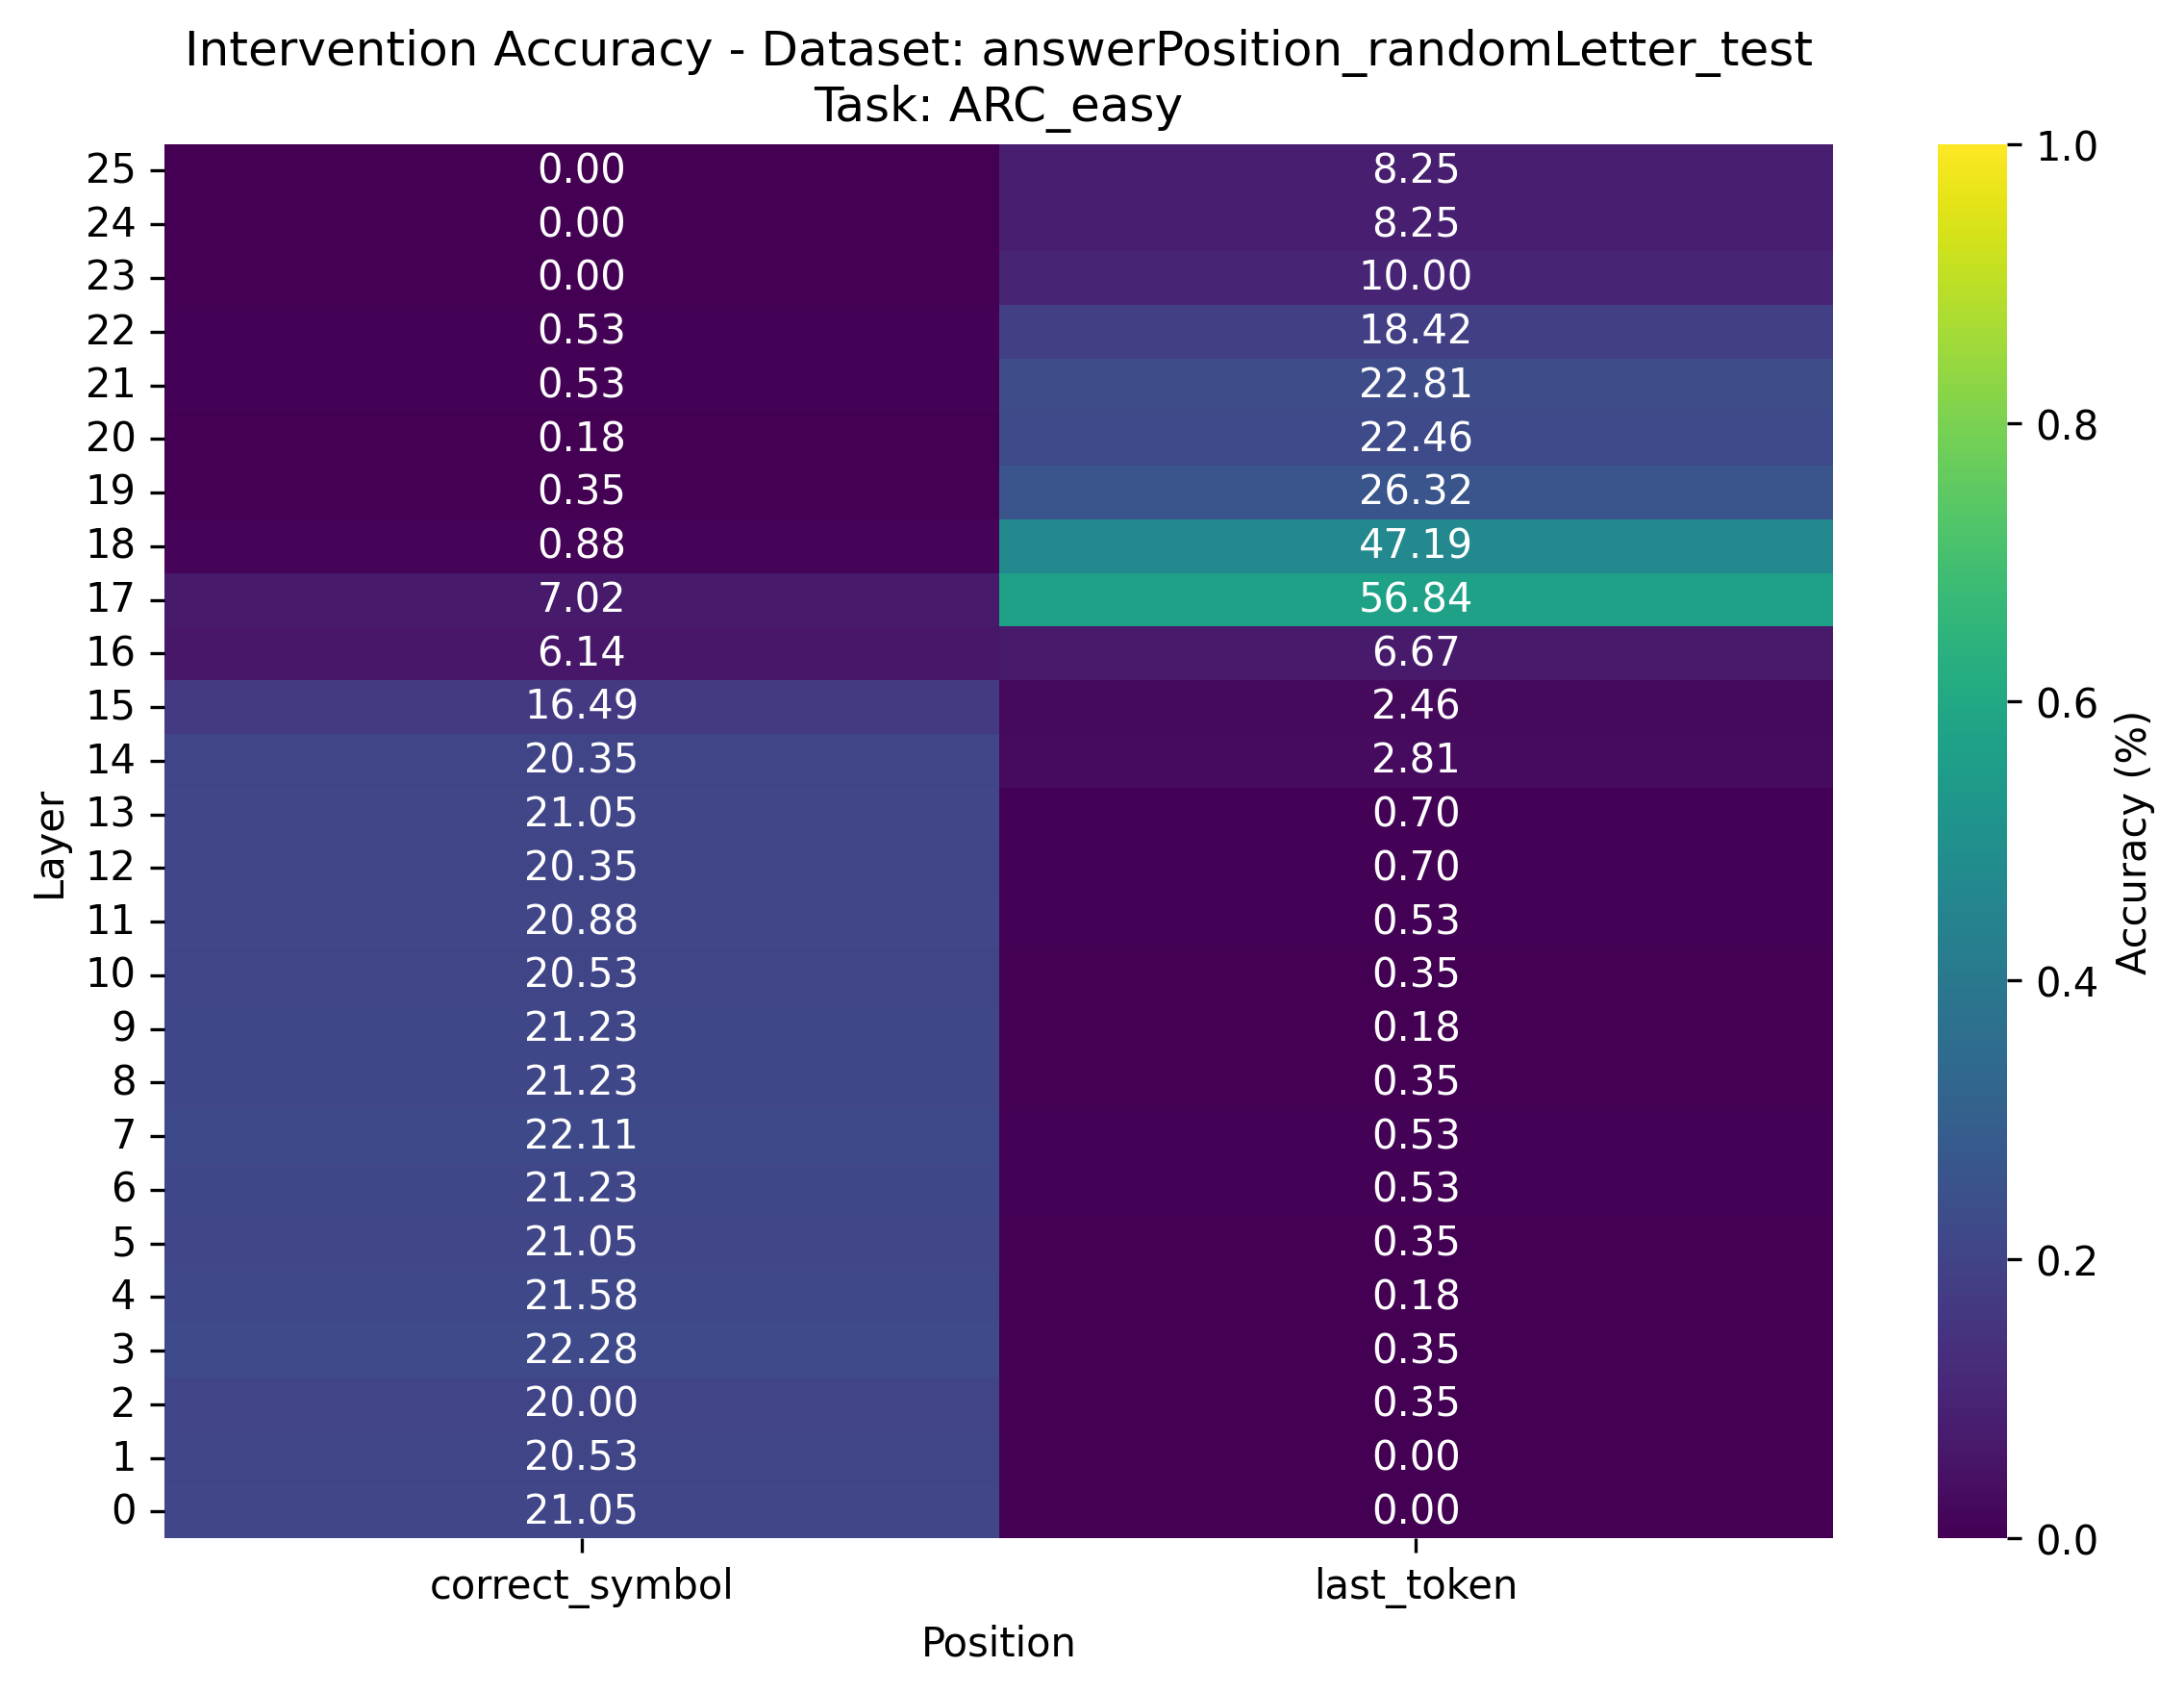 Intervention Accuracy - Dataset: answerPosition_randomLetter_test
Task: ARC_easy
25 0.00 8.25
24 0.00 8.25
23 0.00 10.00
22 0.53 18.42
21 0.53 22.81
20 0.18 22.46
19 0.35 26.32
18 0.88 47.19
17 7.02 56.84
16 6.14 6.67
15 16.49 2.46
14 20.35 2.81
13 21.05 0.70
12 20.35 0.70
11 20.88 0.53
10 20.53 0.35
9 21.23 0.18
8 21.23 0.35
7 22.11 0.53
6 21.23 0.53
5 21.05 0.35
4 21.58 0.18
3 22.28 0.35
2 20.00 0.35
1 20.53 0.00
0 21.05 0.00
Layer
correct_symbol last_token
Position
1.0
0.8
0.6
0.4
0.2
0.0
Accuracy (%)